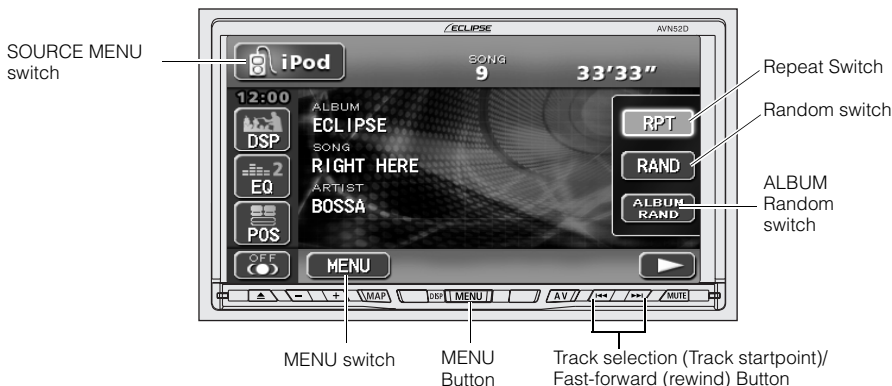 ECLIPSE
AVN52D
SOURCE MENU
switch
iPod
SONG
9
33'33"
Repeat Switch
12:00
ALBUM
ECLIPSE
RPT
Random switch
DSP
SONG
RIGHT HERE
RAND
2
EQ
ARTIST
BOSSA
ALBUM
RAND
ALBUM
Random
switch
POS
OFF
MENU
MAP
DISP
MENU
AV
MUTE
MENU switch
MENU
Button
Track selection (Track startpoint)/
Fast-forward (rewind) Button